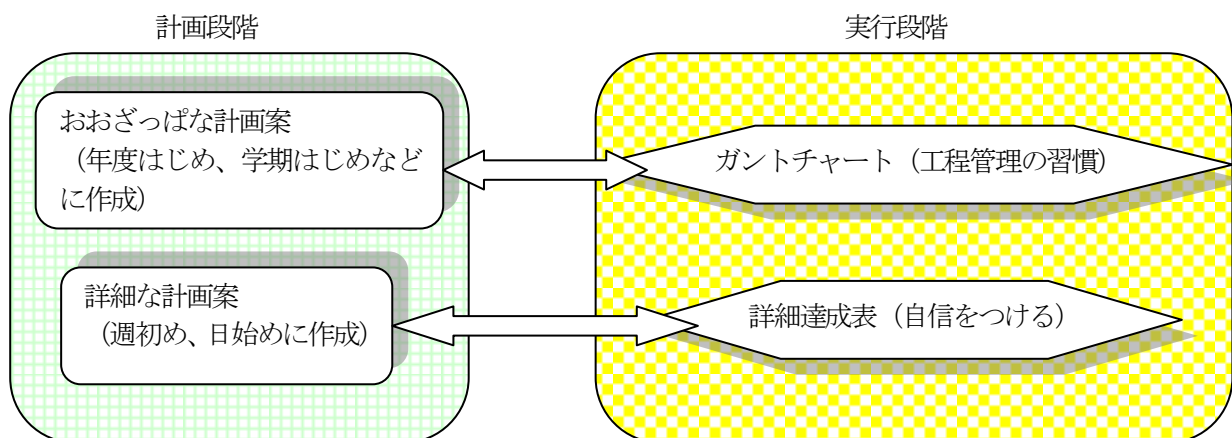 計画段階
実行段階
おおざっぱな計画案
（年度はじめ、学期はじめなど
に作成）
ガントチャート（工程管理の習慣）
詳細な計画案
（週初め、日始めに作成）
詳細達成表（自信をつける）